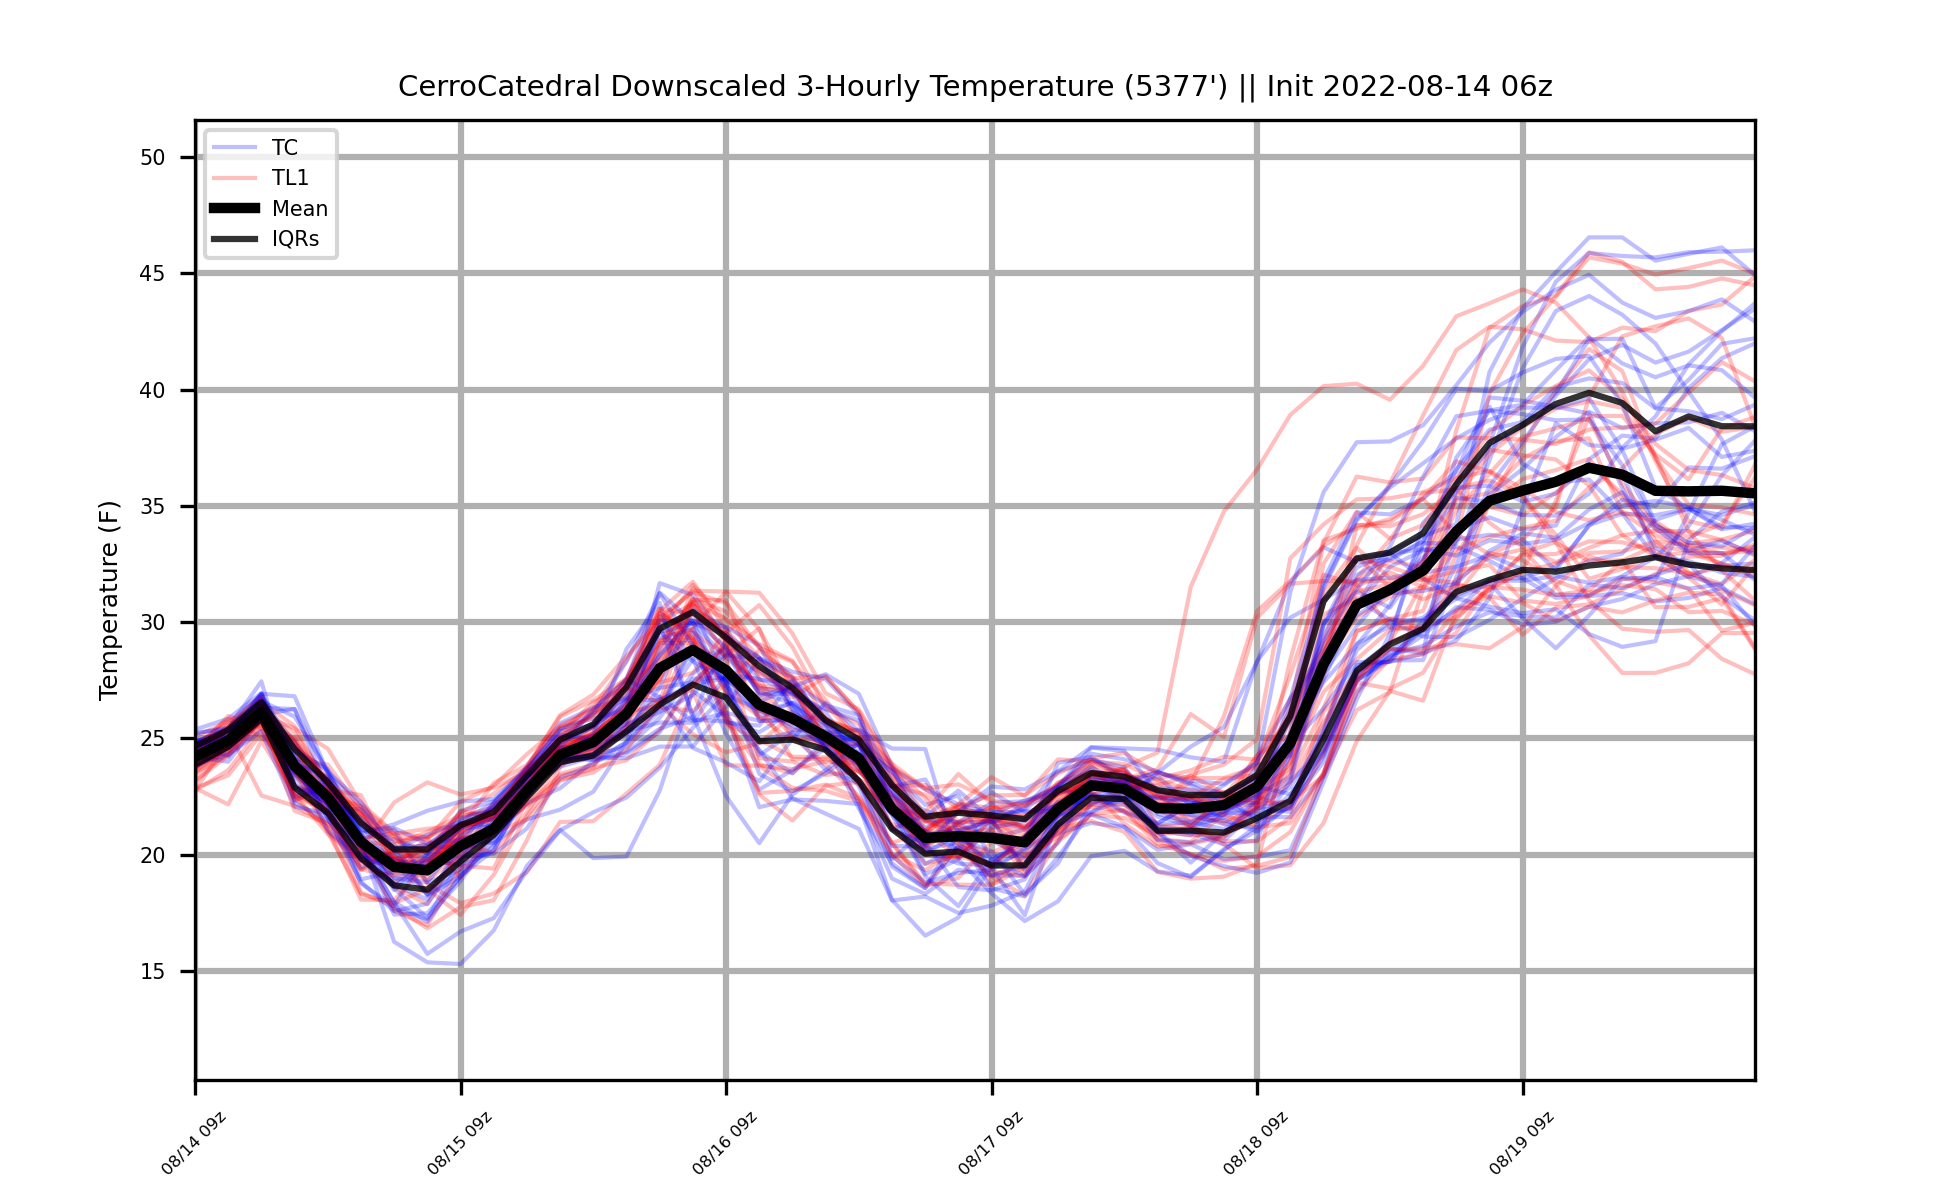 CerroCatedral Downscaled 3-Hourly Temperature (5377') || Init 2022-08-14 06z
TC
TL1
Mean
IQRs
Temperature (F)
50
45
40
35
30
25
20
15
08/14 09z
08/15 09z
08/16 09z
08/17 09z
08/18 09z
08/19 09z